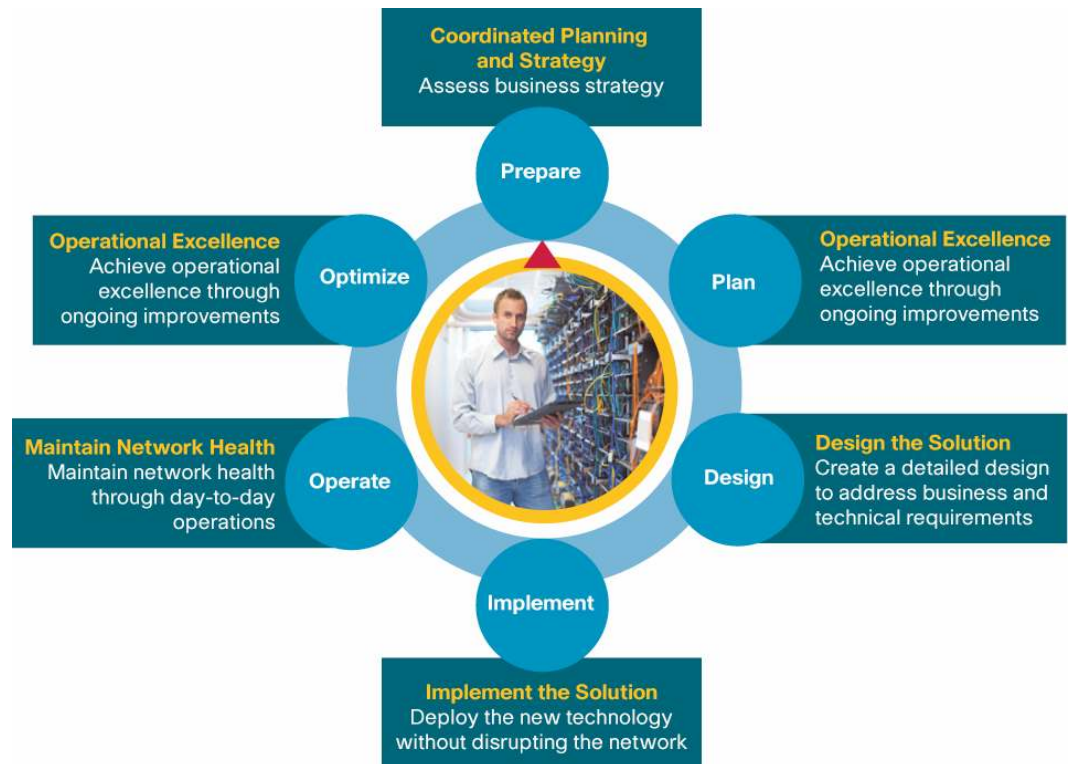 Coordinated Planning
and Strategy
Assess business strategy
Prepare
Operational Excellence
Achieve operational
excellence through
ongoing improvements
Optimize
Plan
Operational Excellence
Achieve operational
excellence through
ongoing improvements
Maintain Network Health
Maintain network health
through day-to-day
operations
Operate
Design
Design the Solution
Create a detailed design
to address business and
technical requirements
Implement
Implement the Solution
Deploy the new technology
without disrupting the network